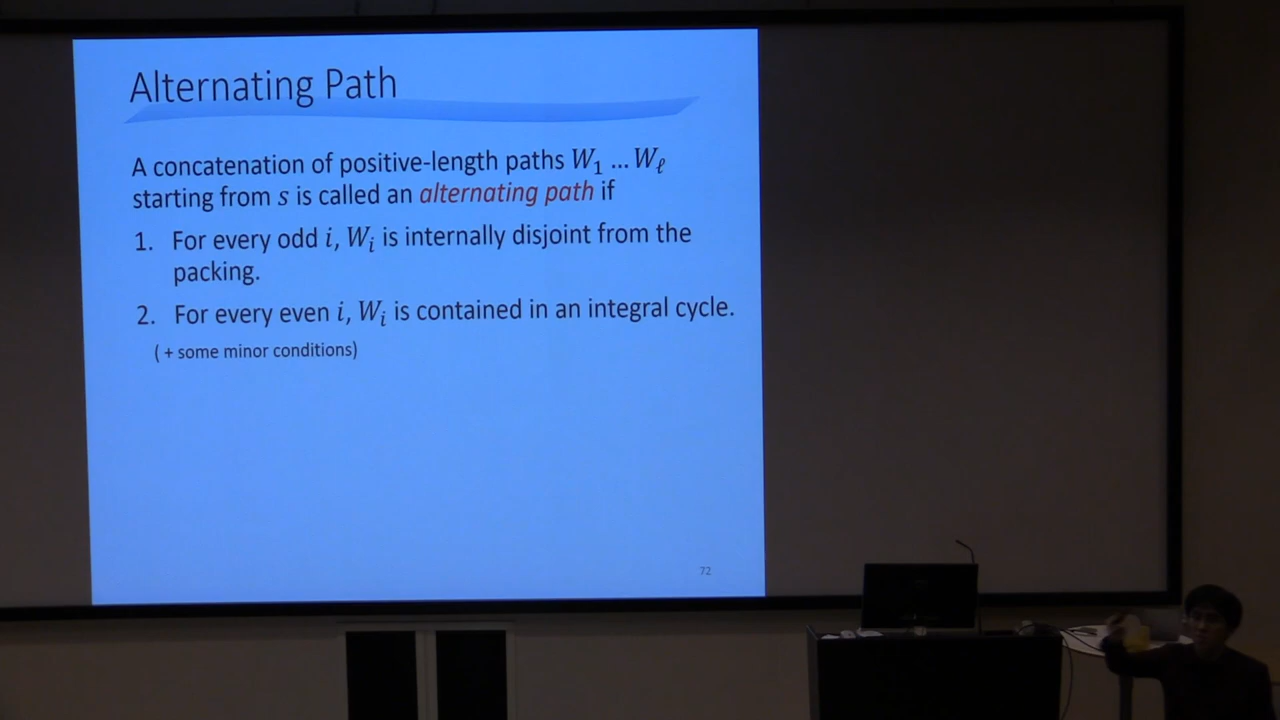 Alternating Path
A concatenation of positive-length paths W₁ … Wℓ
starting from s is called an alternating path if
1. For every odd i, Wᵢ is internally disjoint from the
packing.
2. For every even i, Wᵢ is contained in an integral cycle.
( + some minor conditions)
72